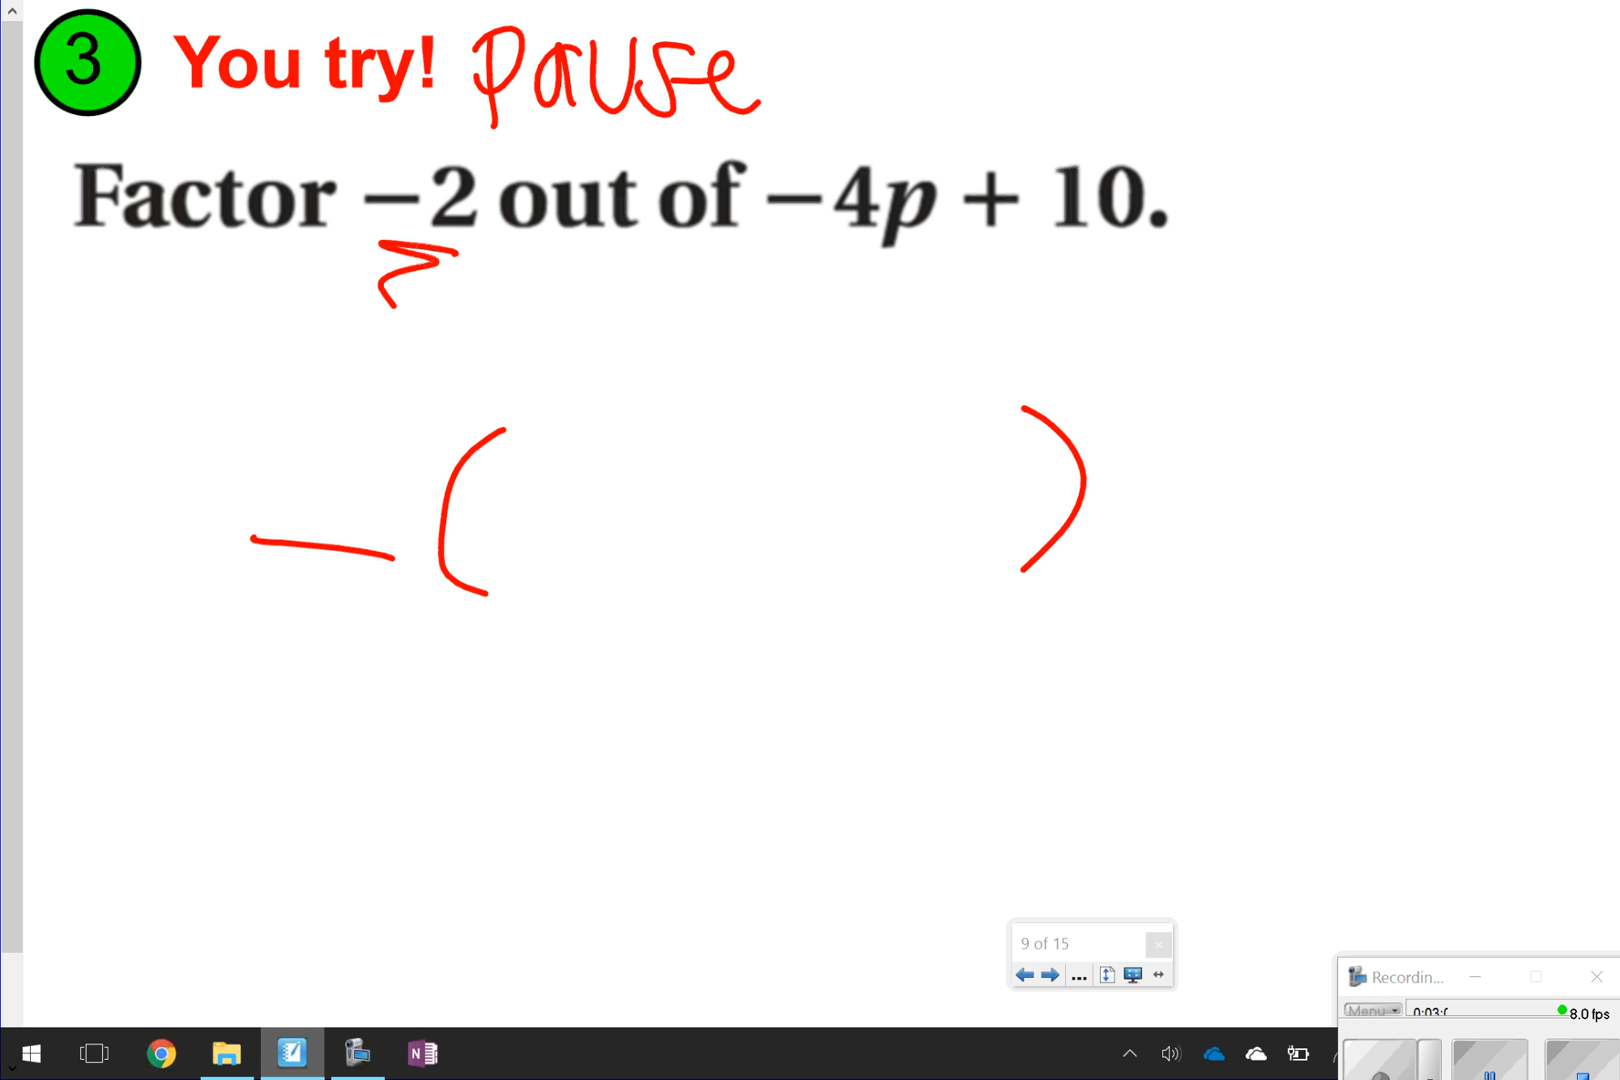 3 You try! pause
Factor −2 out of −4p + 10.
— ( )
9 of 15
Recordin...
Menu
8.0 fps
N